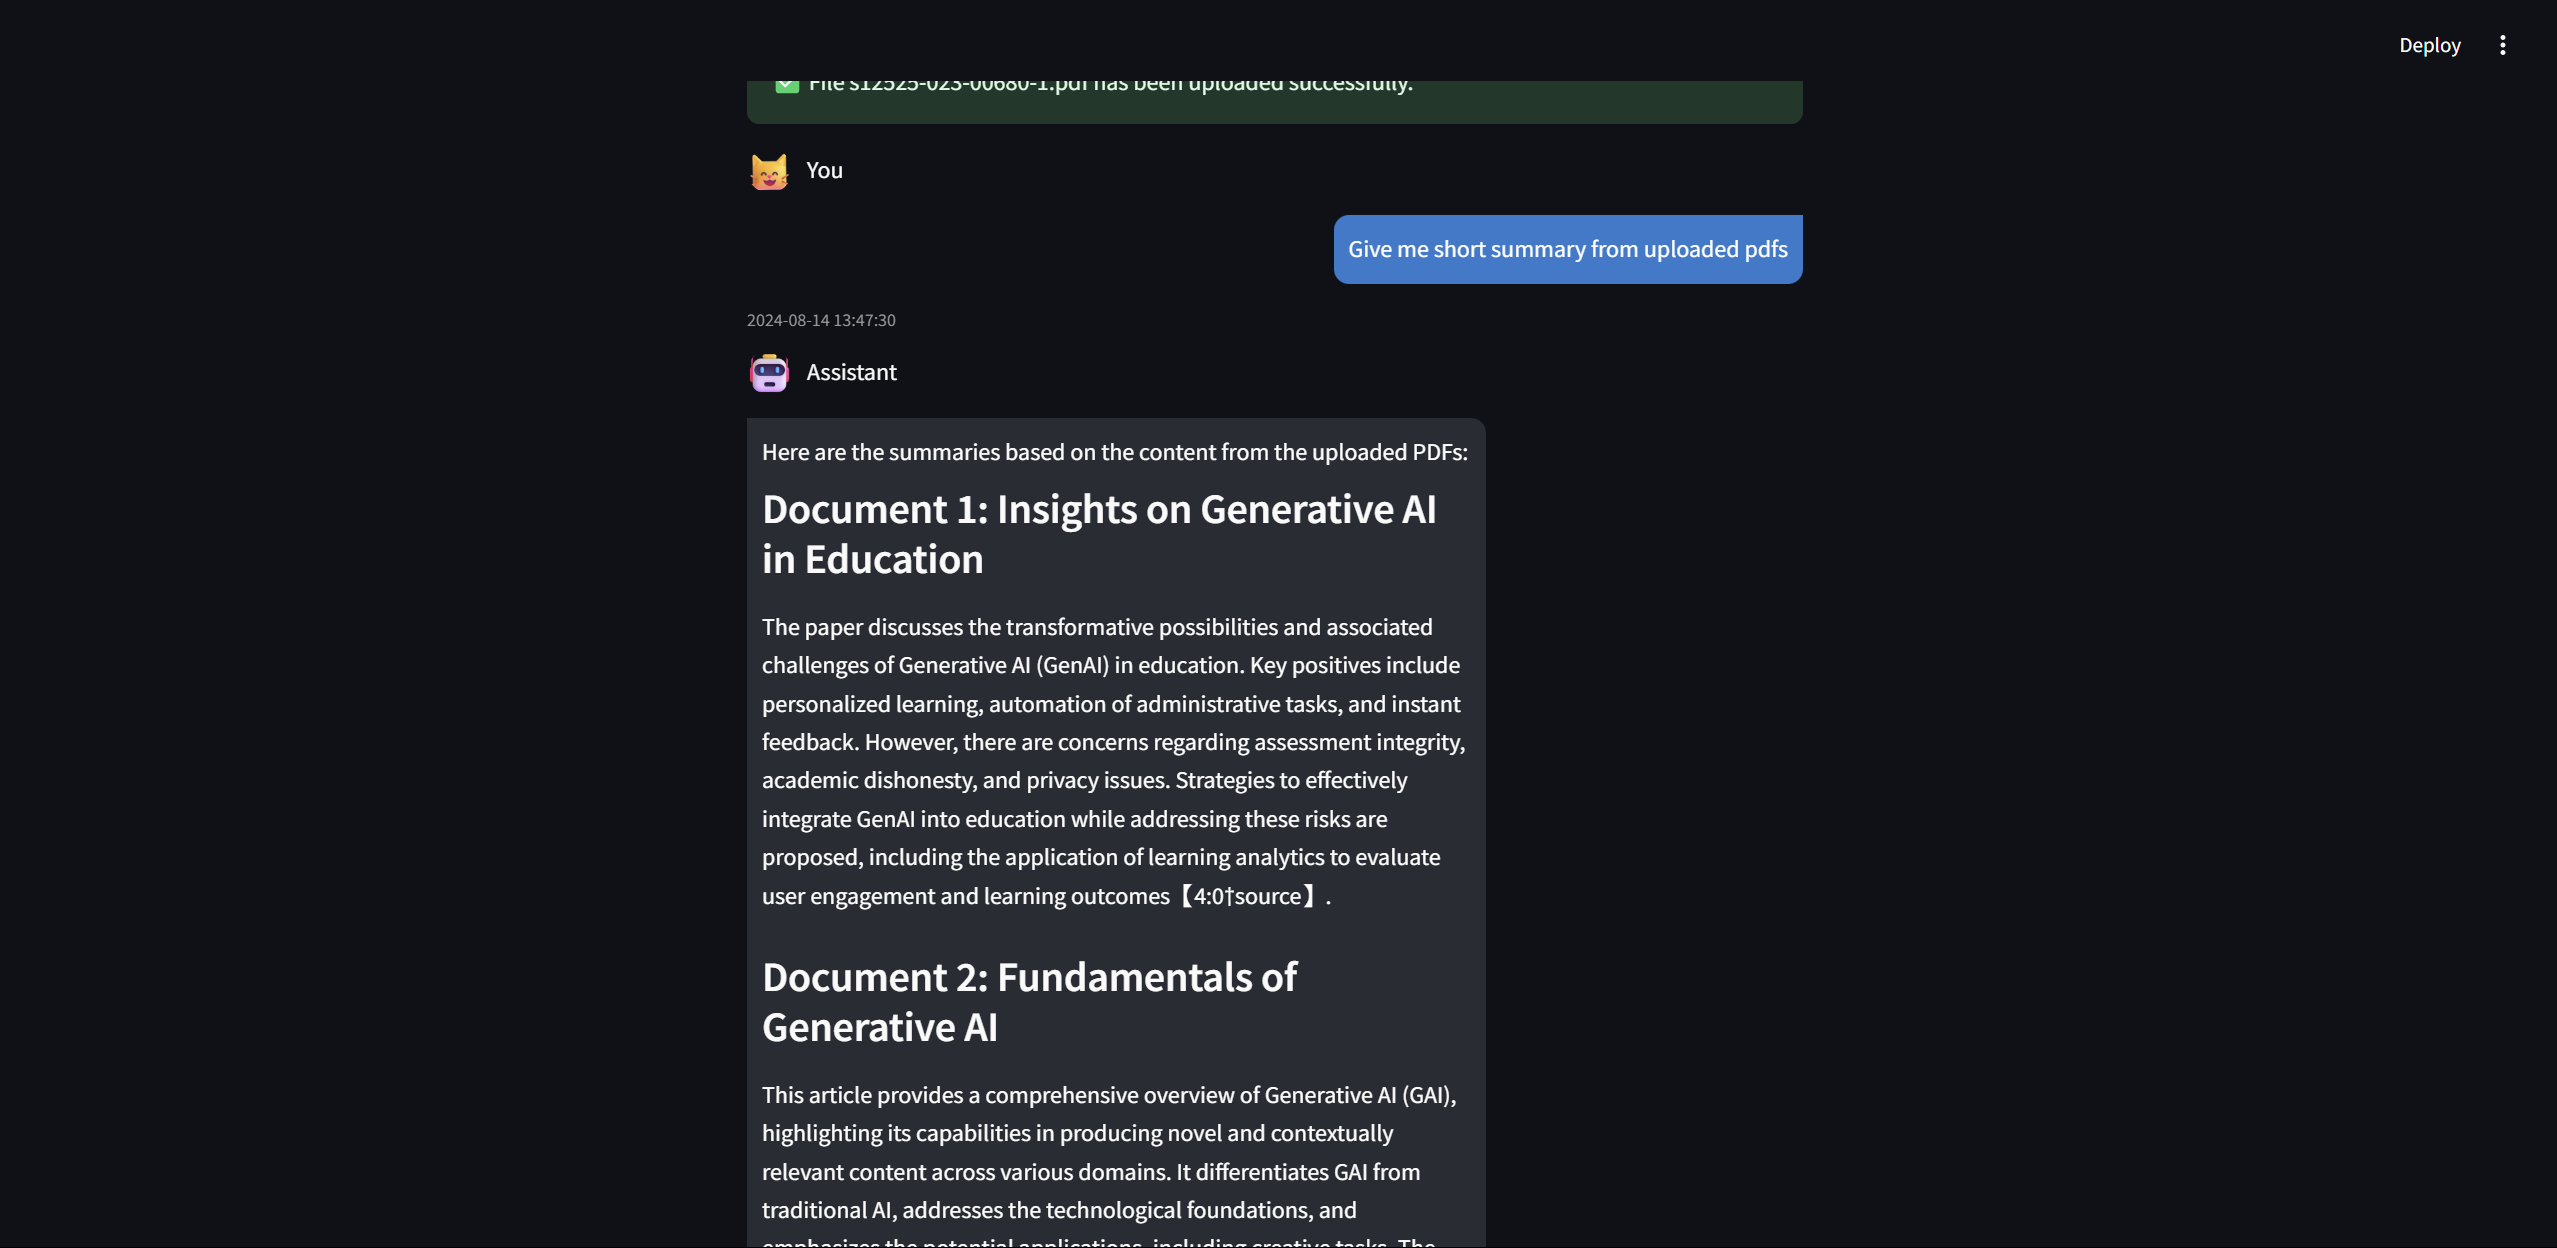 Deploy
File s12525-023-00680-1.pdf has been uploaded successfully.
You
Give me short summary from uploaded pdfs
2024-08-14 13:47:30
Assistant
Here are the summaries based on the content from the uploaded PDFs:
Document 1: Insights on Generative AI
in Education
The paper discusses the transformative possibilities and associated
challenges of Generative AI (GenAI) in education. Key positives include
personalized learning, automation of administrative tasks, and instant
feedback. However, there are concerns regarding assessment integrity,
academic dishonesty, and privacy issues. Strategies to effectively
integrate GenAI into education while addressing these risks are
proposed, including the application of learning analytics to evaluate
user engagement and learning outcomes【4:0†source】.
Document 2: Fundamentals of
Generative AI
This article provides a comprehensive overview of Generative AI (GAI),
highlighting its capabilities in producing novel and contextually
relevant content across various domains. It differentiates GAI from
traditional AI, addresses the technological foundations, and
emphasizes the potential applications, including creative tasks. The